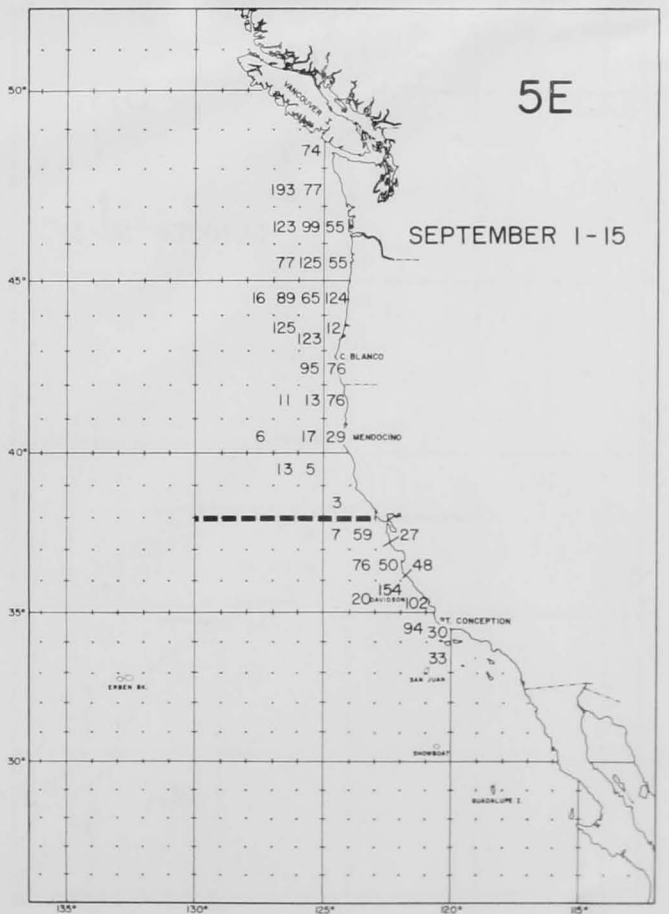 5E
50°
VANCOUVER I.
74
193 77
SEPTEMBER 1-15
123 99 55
77 125 55
45°
16 89 65 124
125 123 12
C. BLANCO
95 76
11 13 76
6 17 29 MENDOCINO
40°
13 5
3
7 59 27
76 50 48
154
20 DAVIDSON 102
35°
PT. CONCEPTION
94 30
33
SAN JUAN
ERBEN BK.
SHOWBOAT
30°
GUADALUPE I.
135° 130° 125° 120° 115°